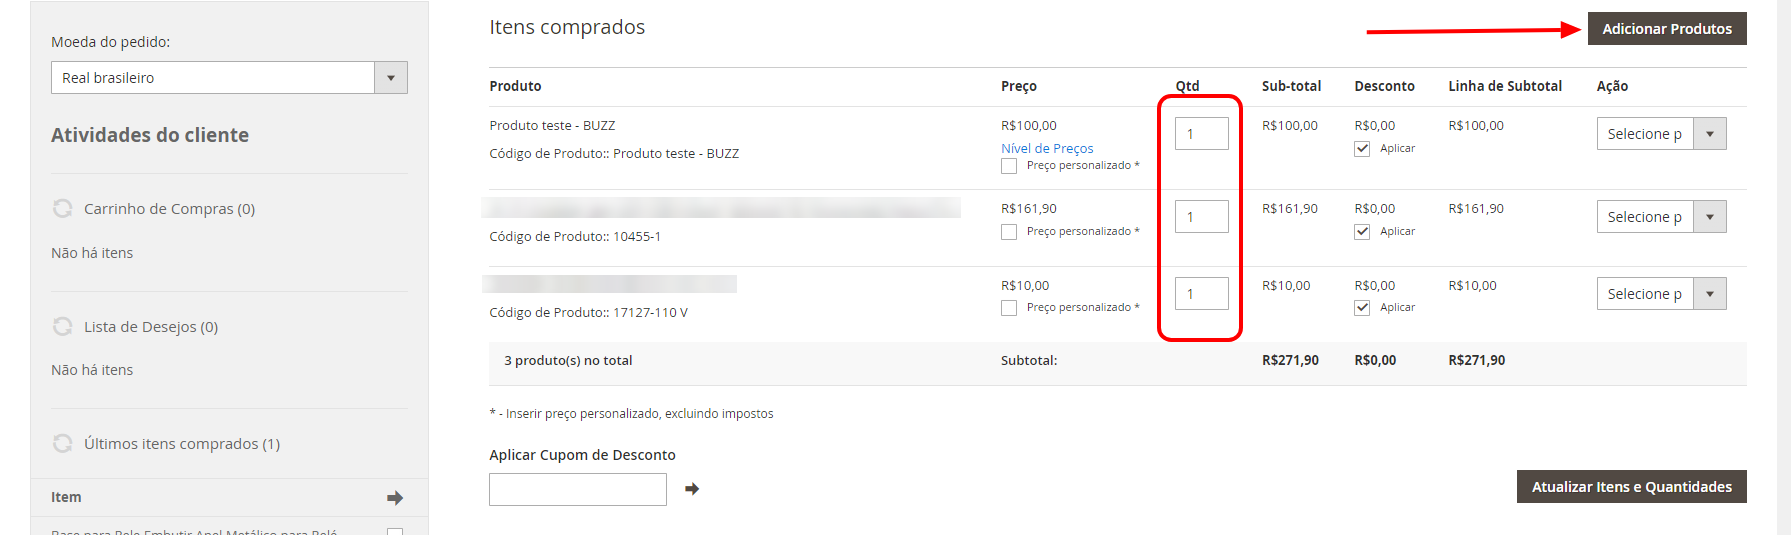 Moeda do pedido:
Real brasileiro
Atividades do cliente
Carrinho de Compras (0)
Não há itens
Lista de Desejos (0)
Não há itens
Últimos itens comprados (1)
Item
Itens comprados
Adicionar Produtos
Produto Preço Qtd Sub-total Desconto Linha de Subtotal Ação
Produto teste - BUZZ R$100,00 1 R$100,00 R$0,00 R$100,00 Selecione p
Código de Produto:: Produto teste - BUZZ Nível de Preços Aplicar
Preço personalizado *
R$161,90 1 R$161,90 R$0,00 R$161,90 Selecione p
Código de Produto:: 10455-1 Preço personalizado * Aplicar
R$10,00 1 R$10,00 R$0,00 R$10,00 Selecione p
Código de Produto:: 17127-110 V Preço personalizado * Aplicar
3 produto(s) no total Subtotal: R$271,90 R$0,00 R$271,90
* - Inserir preço personalizado, excluindo impostos
Aplicar Cupom de Desconto
Atualizar Itens e Quantidades